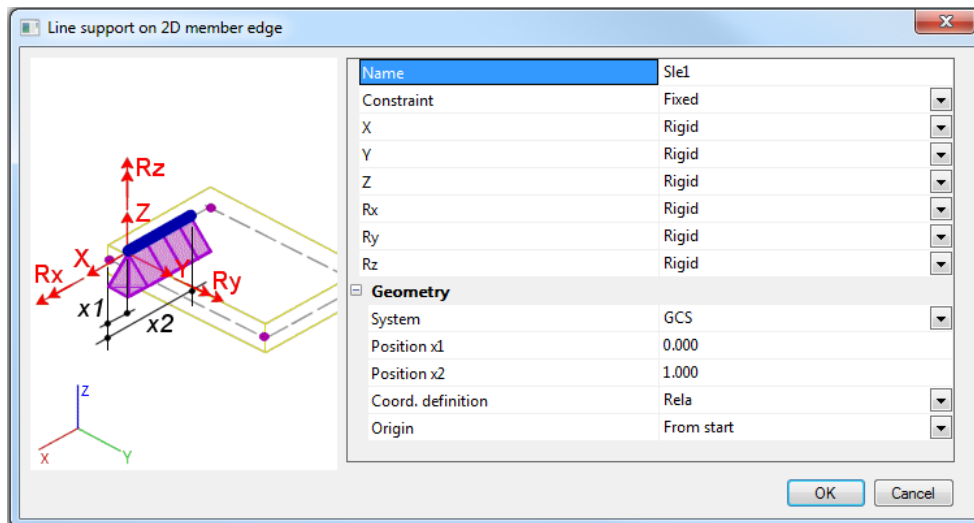 Line support on 2D member edge
Name Sle1
Constraint Fixed
X Rigid
Y Rigid
Z Rigid
Rx Rigid
Ry Rigid
Rz Rigid
Geometry
System GCS
Position x1 0.000
Position x2 1.000
Coord. definition Rela
Origin From start
Rz
Z
X
Rx
Y
Ry
x1
x2
Z
X
Y
OK Cancel